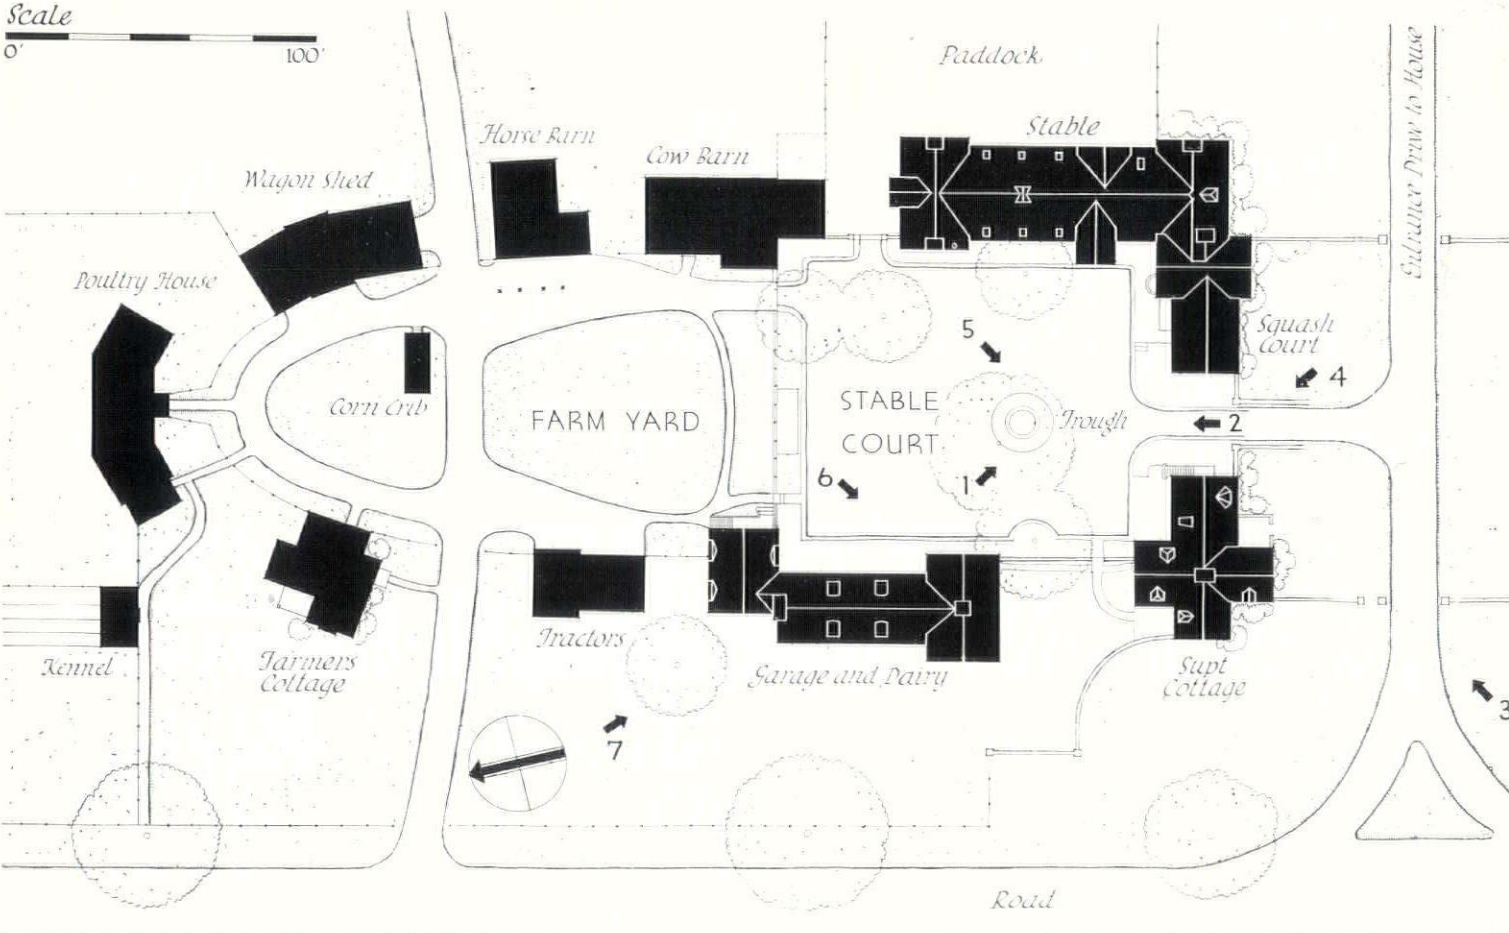 Scale
0'
100'
Paddock
Entrance Drive to House
Stable
Horse Barn
Cow Barn
Wagon Shed
Poultry House
5
Squash
Court
4
Corn Crib
FARM YARD
STABLE
COURT
Trough
2
6
1
Tractors
Garage and Dairy
Kennel
Farmers
Cottage
Supt
Cottage
3
7
Road